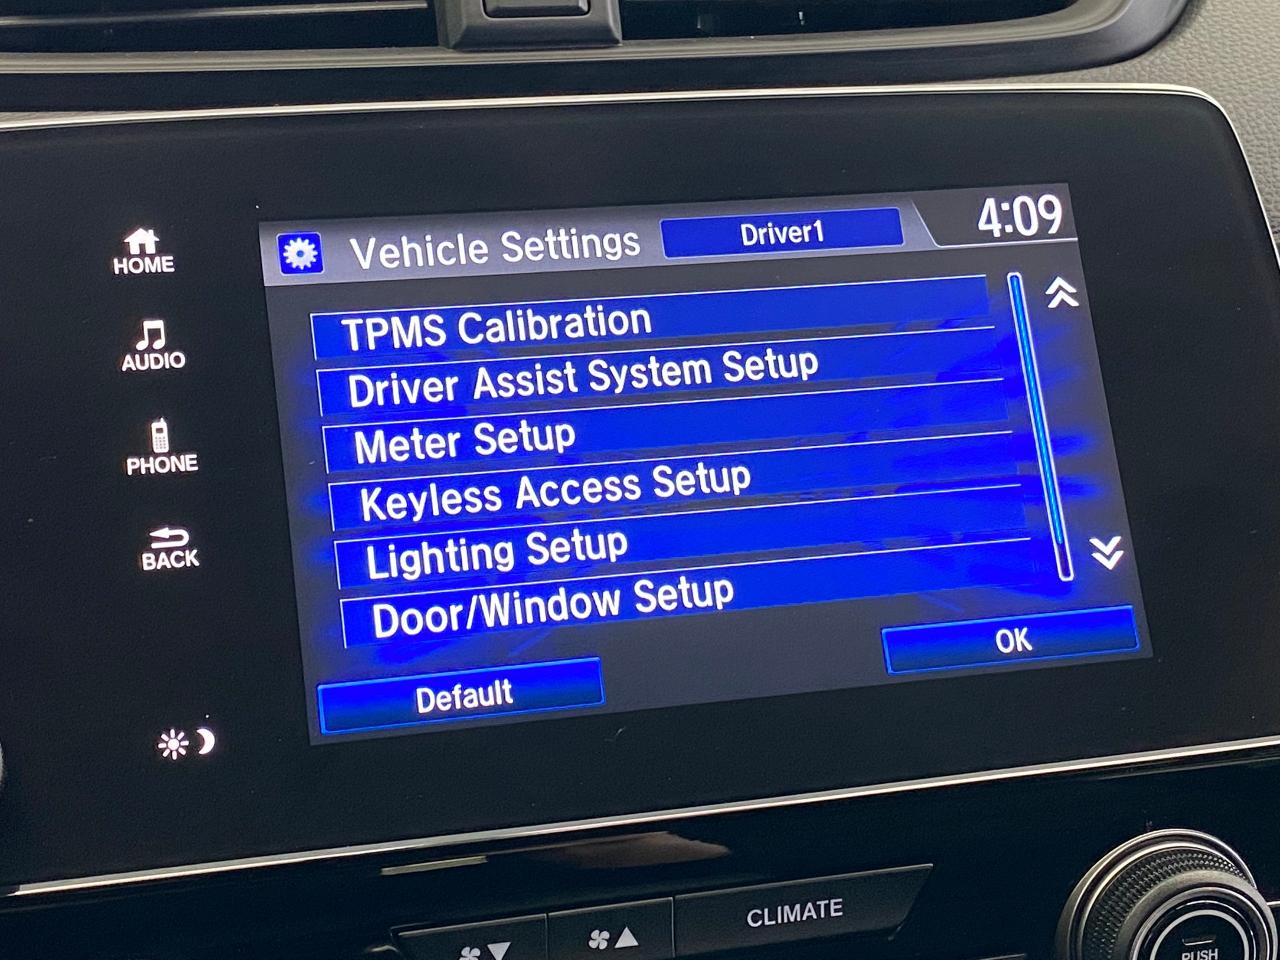 Vehicle Settings
Driver1
4:09
HOME
AUDIO
PHONE
BACK
TPMS Calibration
Driver Assist System Setup
Meter Setup
Keyless Access Setup
Lighting Setup
Door/Window Setup
Default
OK
CLIMATE
PUSH